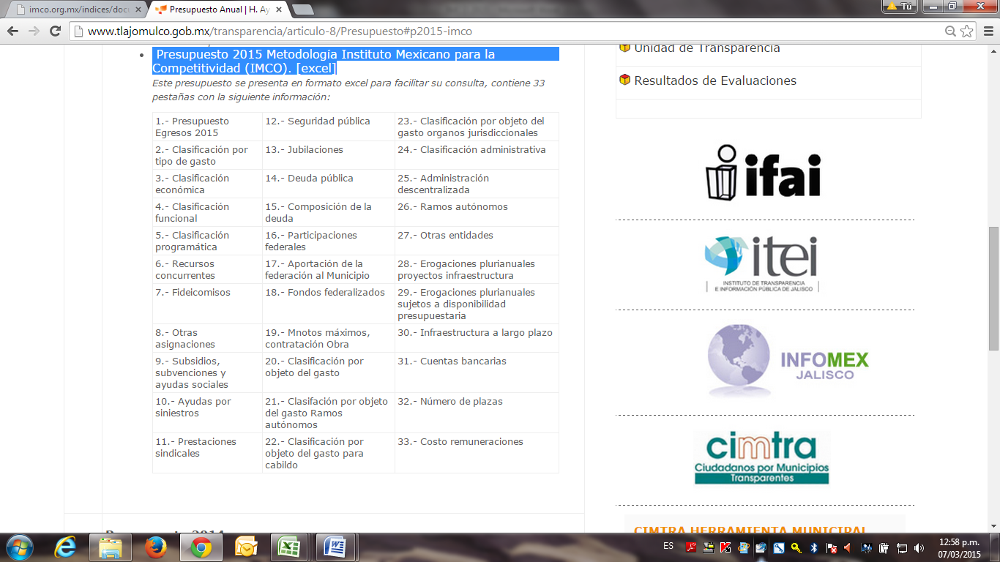 imco.org.mx/indices/doc
Presupuesto Anual | H. Ay
Tú
www.tlajomulco.gob.mx/transparencia/articulo-8/Presupuesto#p2015-imco
Presupuesto 2015 Metodología Instituto Mexicano para la
Competitividad (IMCO). [excel]
Este presupuesto se presenta en formato excel para facilitar su consulta, contiene 33
pestañas con la siguiente información:
1.- Presupuesto
Egresos 2015
12.- Seguridad pública
23.- Clasificación por objeto del
gasto organos jurisdiccionales
2.- Clasificación por
tipo de gasto
13.- Jubilaciones
24.- Clasificación administrativa
3.- Clasificación
económica
14.- Deuda pública
25.- Administración
descentralizada
4.- Clasificación
funcional
15.- Composición de la
deuda
26.- Ramos autónomos
5.- Clasificación
programática
16.- Participaciones
federales
27.- Otras entidades
6.- Recursos
concurrentes
17.- Aportación de la
federación al Municipio
28.- Erogaciones plurianuales
proyectos infraestructura
7.- Fideicomisos
18.- Fondos federalizados
29.- Erogaciones plurianuales
sujetos a disponibilidad
presupuestaria
8.- Otras
asignaciones
19.- Mnotos máximos,
contratación Obra
30.- Infraestructura a largo plazo
9.- Subsidios,
subvenciones y
ayudas sociales
20.- Clasificación por
objeto del gasto
31.- Cuentas bancarias
10.- Ayudas por
siniestros
21.- Clasifación por objeto
del gasto Ramos
autónomos
32.- Número de plazas
11.- Prestaciones
sindicales
22.- Clasificación por
objeto del gasto para
cabildo
33.- Costo remuneraciones
Presupuesto 2014
Unidad de Transparencia
Resultados de Evaluaciones
ifai
itei
INSTITUTO DE TRANSPARENCIA
E INFORMACIÓN PÚBLICA DE JALISCO
INFOMEX
JALISCO
cimtra
Ciudadanos por Municipios
Transparentes
CIMTRA HERRAMIENTA MUNICIPAL
ES
12:58 p.m.
07/03/2015